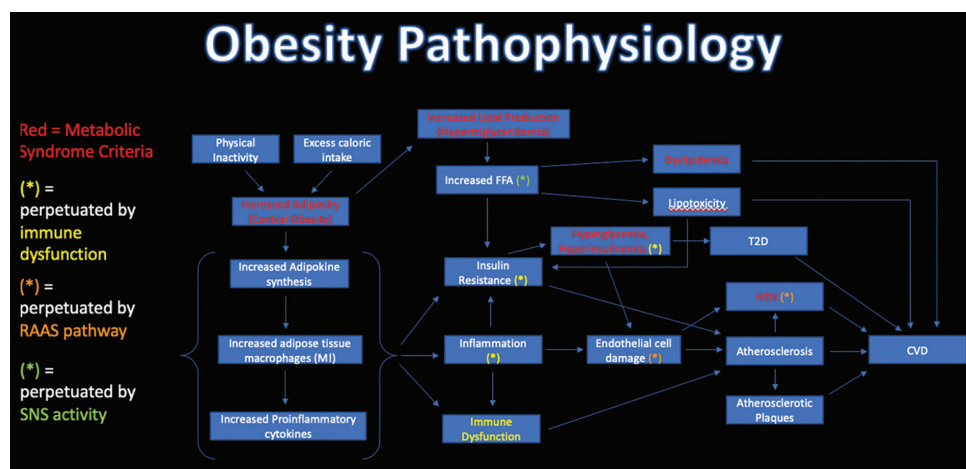 Obesity Pathophysiology
Red = Metabolic
Syndrome Criteria
(*) =
perpetuated by
immune
dysfunction
(*) =
perpetuated by
RAAS pathway
(*) =
perpetuated by
SNS activity
Physical
Inactivity
Excess caloric
intake
Increased Adiposity
(Central Obesity)
Increased Adipokine
synthesis
Increased adipose tissue
macrophages (MI)
Increased Proinflammatory
cytokines
Increased Lipid Production
(Hypertriglyceridemia)
Increased FFA (*)
Dyslipidemia
Lipotoxicity
Hyperglycemia,
Hyperinsulinemia (*)
T2D
Insulin
Resistance (*)
HTN (*)
Inflammation
(*)
Endothelial cell
damage (*)
Atherosclerosis
CVD
Immune
Dysfunction
Atherosclerotic
Plaques